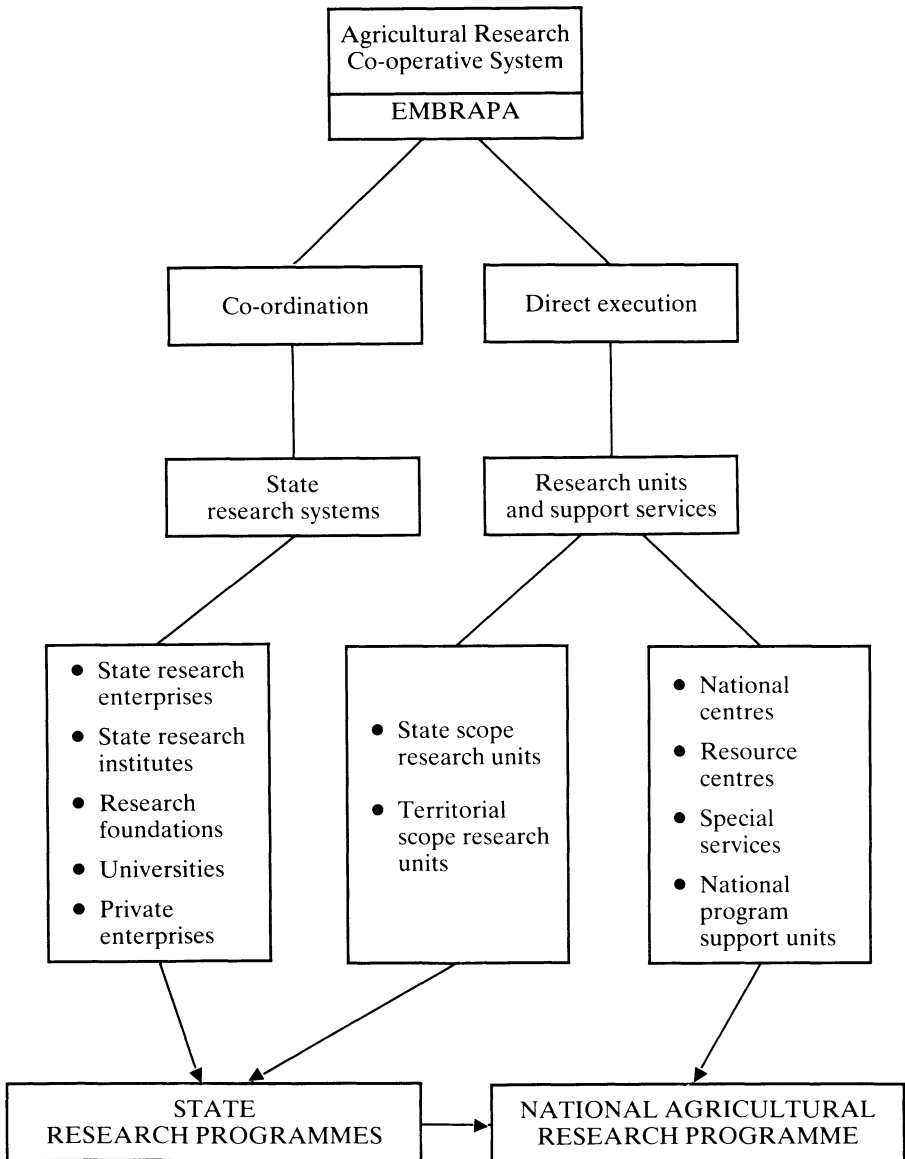 Agricultural Research
Co-operative System
EMBRAPA
Co-ordination
Direct execution
State
research systems
Research units
and support services
● State research
enterprises
● State research
institutes
● Research
foundations
● Universities
● Private
enterprises
● State scope
research units
● Territorial
scope research
units
● National
centres
● Resource
centres
● Special
services
● National
program
support units
STATE
RESEARCH PROGRAMMES
NATIONAL AGRICULTURAL
RESEARCH PROGRAMME